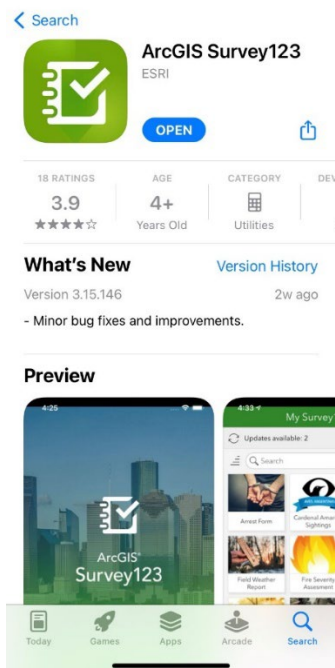 Search
ArcGIS Survey123
ESRI
OPEN
18 RATINGS
AGE
CATEGORY
3.9
4+
Years Old
Utilities
What's New
Version History
Version 3.15.146
2w ago
- Minor bug fixes and improvements.
Preview
4:25
ArcGIS®
Survey123
4:33
My Survey
Updates available: 2
Search
Arrest Form
Sightings
Field Weather
Report
Fire Severity
Assessment
Today
Games
Apps
Arcade
Search